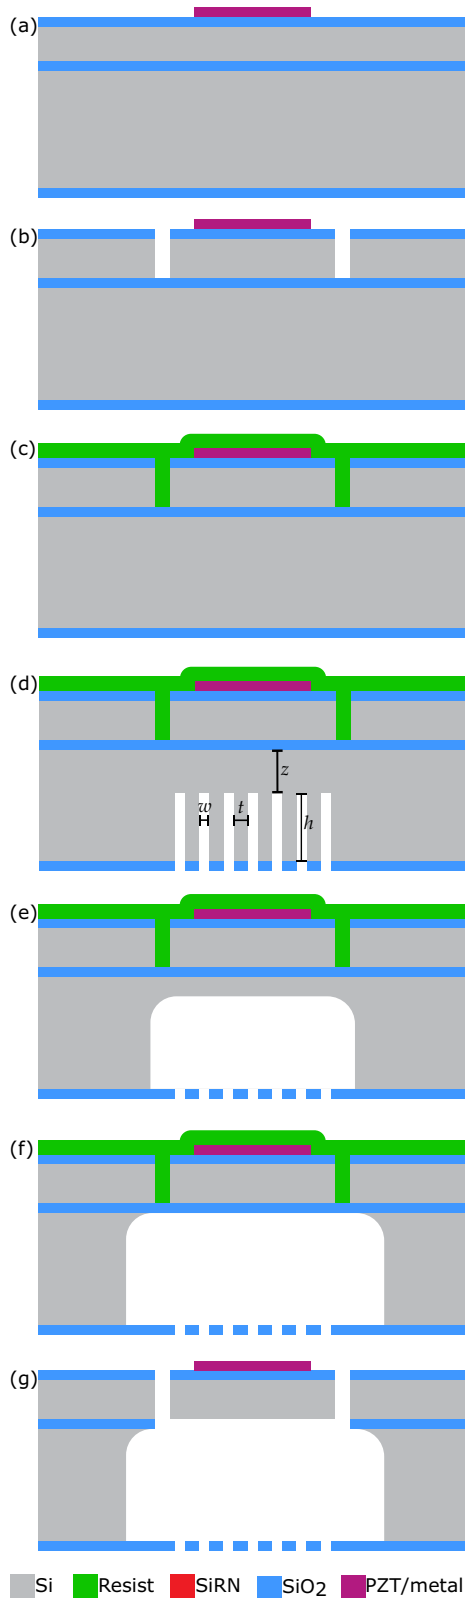 (a)
(b)
(c)
(d)
z
w t h
(e)
(f)
(g)
Si Resist SiRN SiO2 PZT/metal